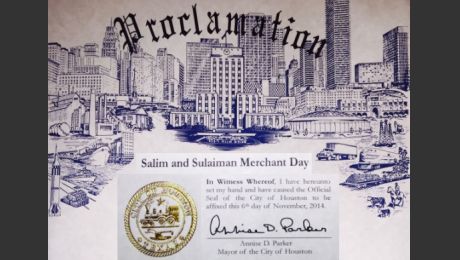 Proclamation
Salim and Sulaiman Merchant Day
In Witness Whereof, I have hereunto
set my hand and have caused the Official
Seal of the City of Houston to be
affixed this 6th day of November, 2014.
Annise D. Parker
Annise D. Parker
Mayor of the City of Houston